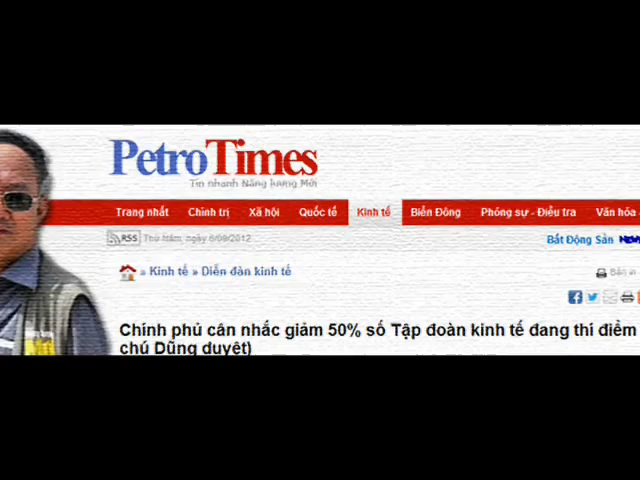 PetroTimes
Tin nhanh Năng lượng Mới
Trang nhất Chính trị Xã hội Quốc tế Kinh tế Biển Đông Phóng sự - Điều tra Văn hóa
RSS Thứ Năm, ngày 6/09/2012
Bất Động Sản
» Kinh tế » Diễn đàn kinh tế
Bản in
Chính phủ cân nhắc giảm 50% số Tập đoàn kinh tế đang thí điểm
chú Dũng duyệt)